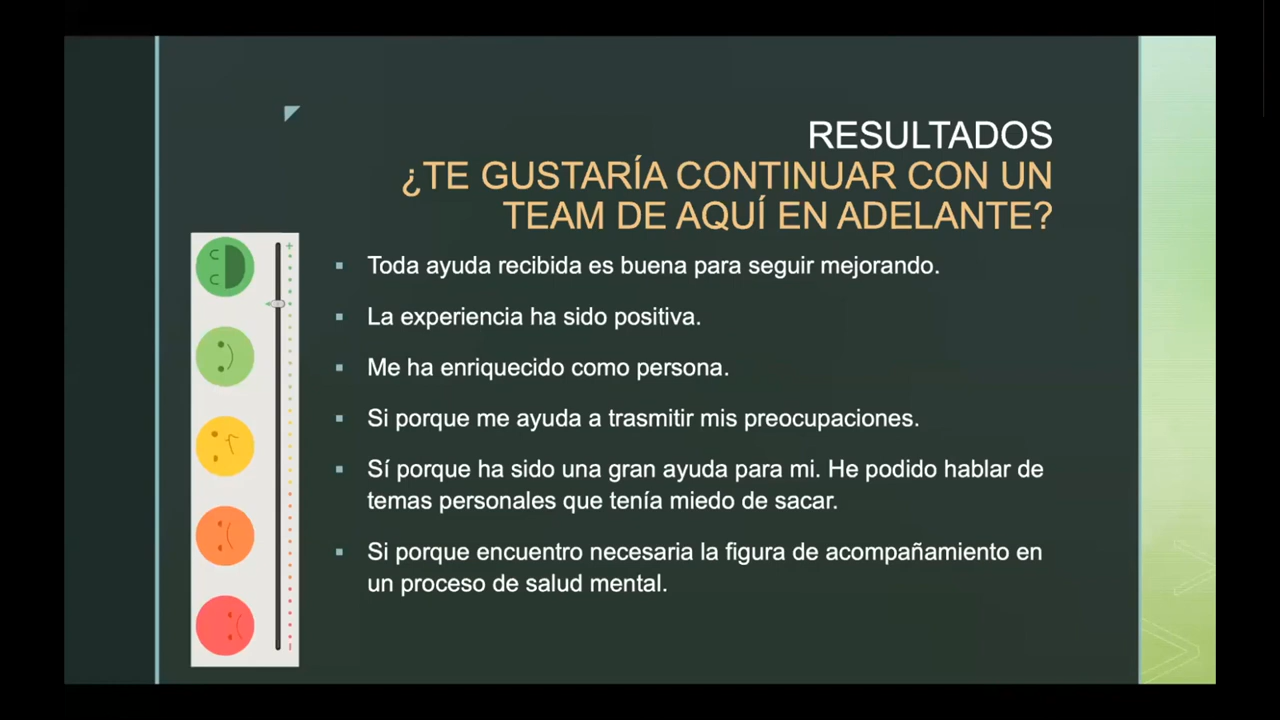 RESULTADOS
¿TE GUSTARÍA CONTINUAR CON UN
TEAM DE AQUÍ EN ADELANTE?
Toda ayuda recibida es buena para seguir mejorando.
La experiencia ha sido positiva.
Me ha enriquecido como persona.
Si porque me ayuda a trasmitir mis preocupaciones.
Sí porque ha sido una gran ayuda para mi. He podido hablar de
temas personales que tenía miedo de sacar.
Si porque encuentro necesaria la figura de acompañamiento en
un proceso de salud mental.